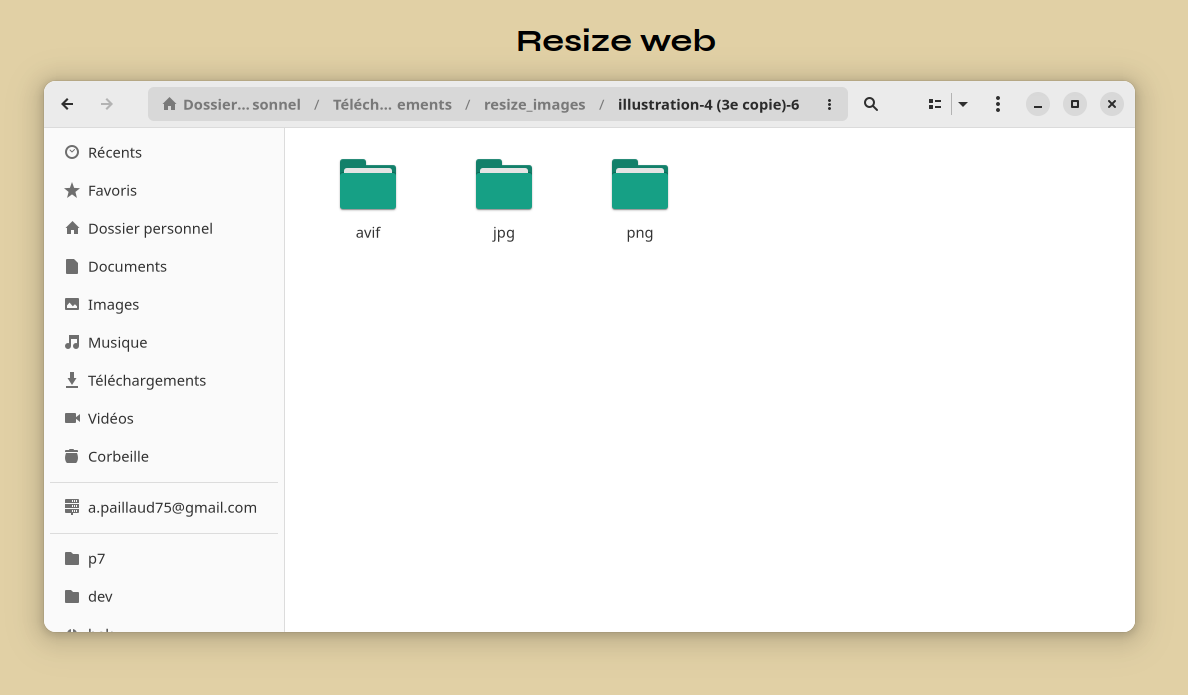 Resize web
Dossier... sonnel / Téléch... ements / resize_images / illustration-4 (3e copie)-6
Récents
Favoris
Dossier personnel
Documents
Images
Musique
Téléchargements
Vidéos
Corbeille
a.paillaud75@gmail.com
p7
dev
avif
jpg
png